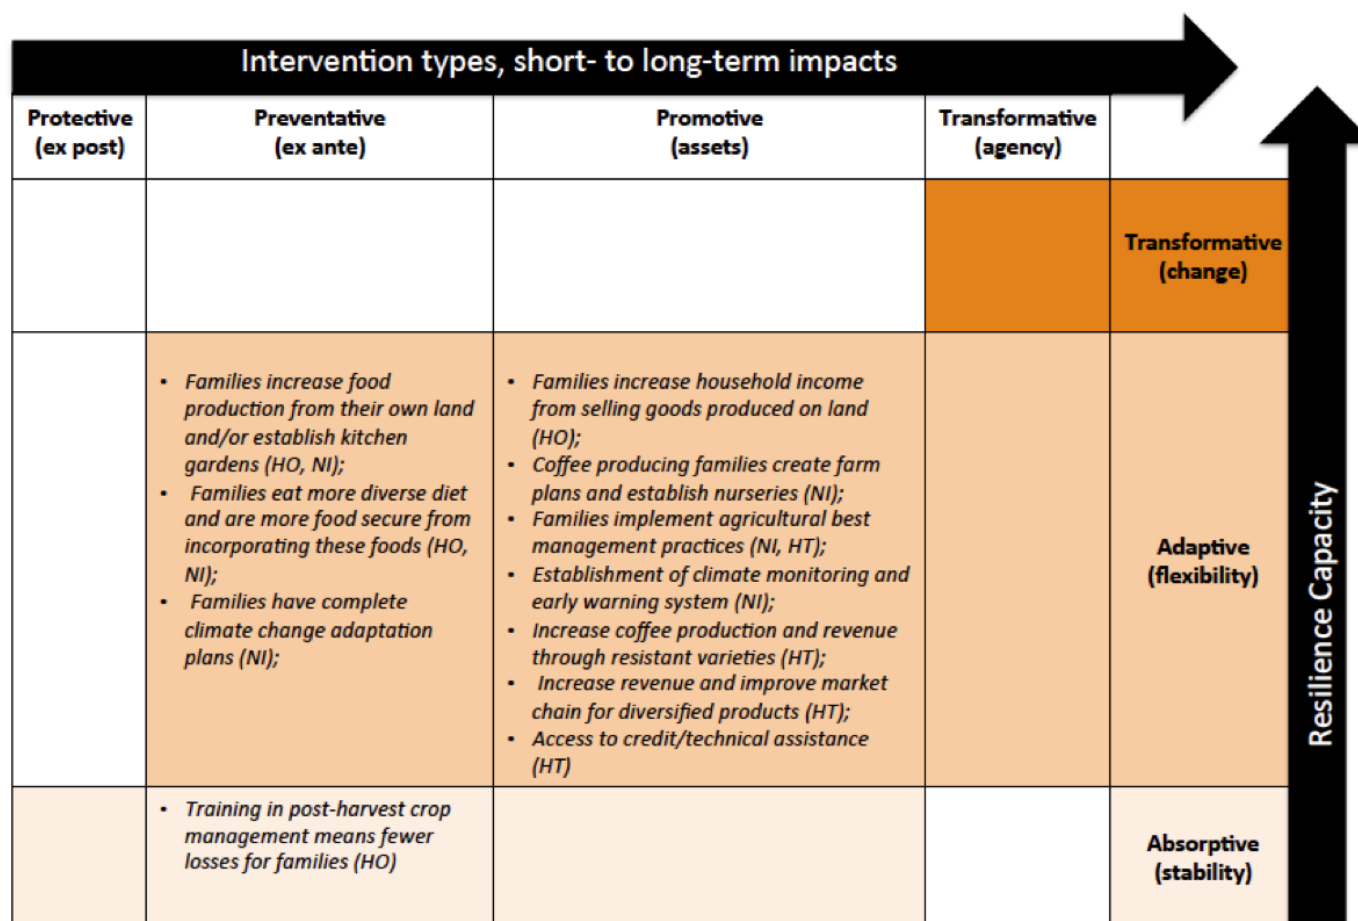 Intervention types, short- to long-term impacts
Protective
(ex post)
Preventative
(ex ante)
Promotive
(assets)
Transformative
(agency)
Transformative
(change)
• Families increase food
production from their own land
and/or establish kitchen
gardens (HO, NI);
• Families eat more diverse diet
and are more food secure from
incorporating these foods (HO,
NI);
• Families have complete
climate change adaptation
plans (NI);
• Families increase household income
from selling goods produced on land
(HO);
• Coffee producing families create farm
plans and establish nurseries (NI);
• Families implement agricultural best
management practices (NI, HT);
• Establishment of climate monitoring and
early warning system (NI);
• Increase coffee production and revenue
through resistant varieties (HT);
• Increase revenue and improve market
chain for diversified products (HT);
• Access to credit/technical assistance
(HT)
Adaptive
(flexibility)
• Training in post-harvest crop
management means fewer
losses for families (HO)
Absorptive
(stability)
Resilience Capacity